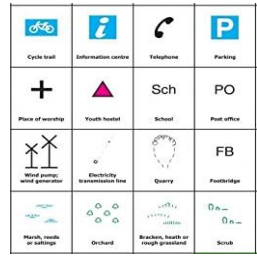 i
P
Cycle trail
Information centre
Telephone
Parking
Sch
PO
Place of worship
Youth hostel
School
Post office
FB
Wind pump;
wind generator
Electricity
transmission line
Quarry
Footbridge
Marsh, reeds
or saltings
Orchard
Bracken, heath or
rough grassland
Scrub